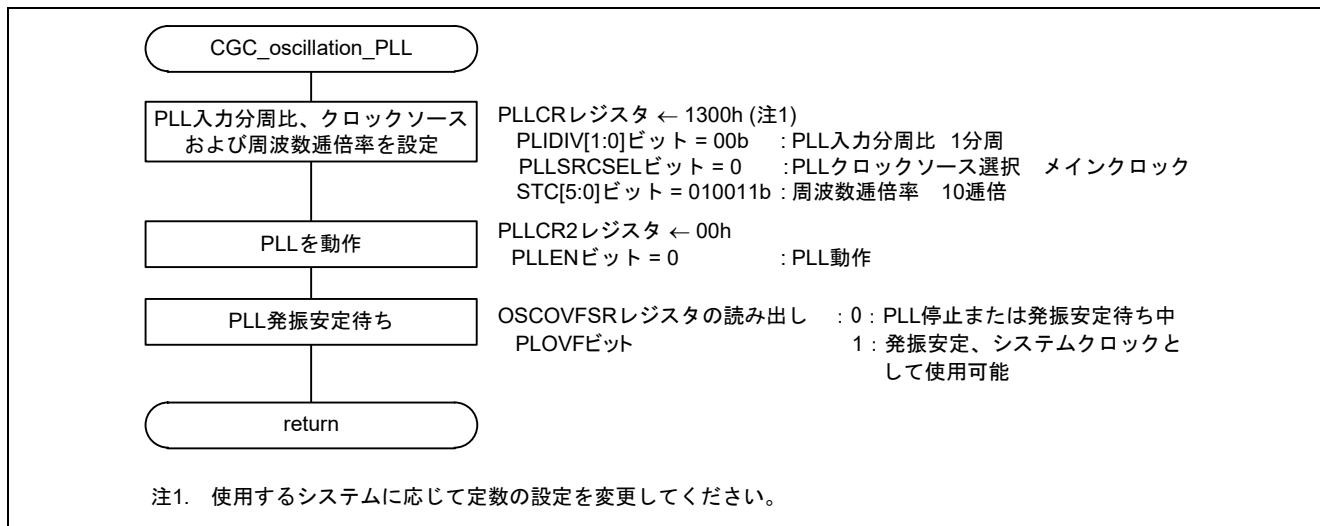 CGC_oscillation_PLL
PLL入力分周比、クロックソース
および周波数逓倍率を設定
PLLCRレジスタ ← 1300h (注1)
PLIDIV[1:0]ビット = 00b : PLL入力分周比 1分周
PLLSRCSELビット = 0 : PLLクロックソース選択 メインクロック
STC[5:0]ビット = 010011b : 周波数逓倍率 10逓倍
PLLを動作
PLLCR2レジスタ ← 00h
PLLENビット = 0 : PLL動作
PLL発振安定待ち
OSCOVFSRレジスタの読み出し : 0 : PLL停止または発振安定待ち中
PLOVFビット 1 : 発振安定、システムクロックと
して使用可能
return
注1. 使用するシステムに応じて定数の設定を変更してください。